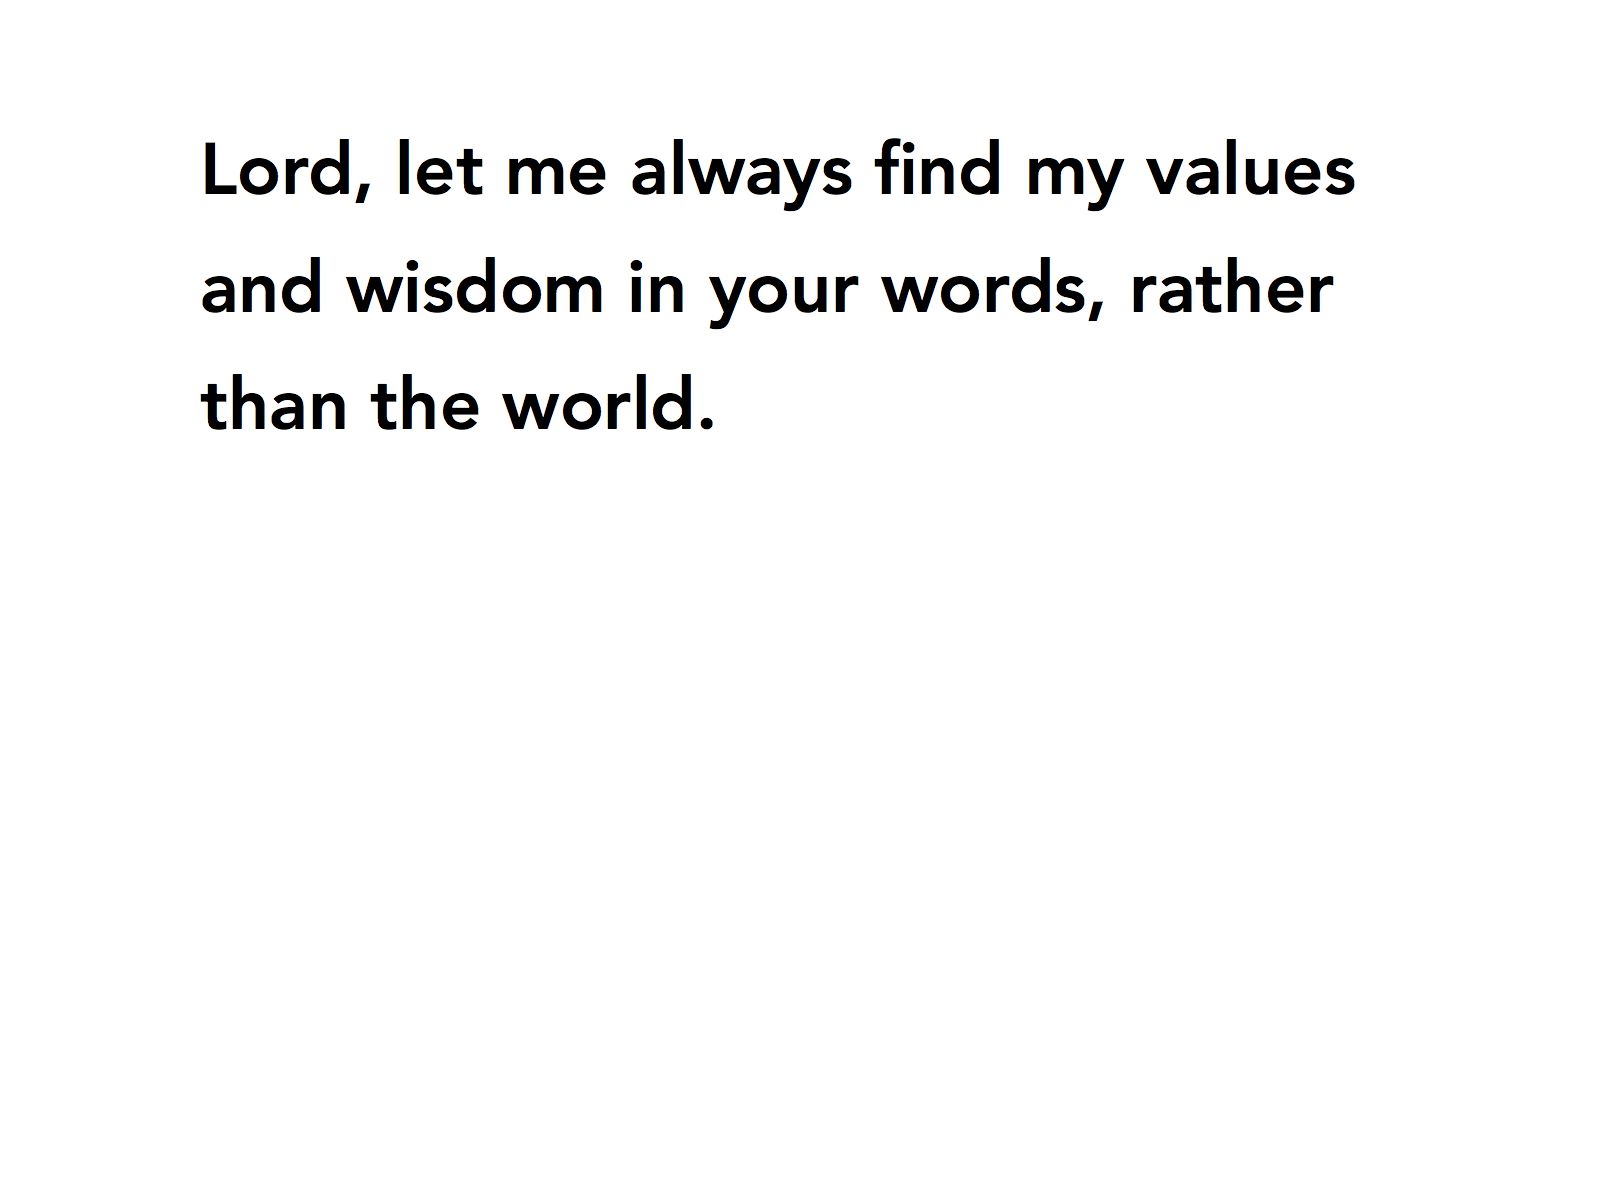 Lord, let me always find my values
and wisdom in your words, rather
than the world.